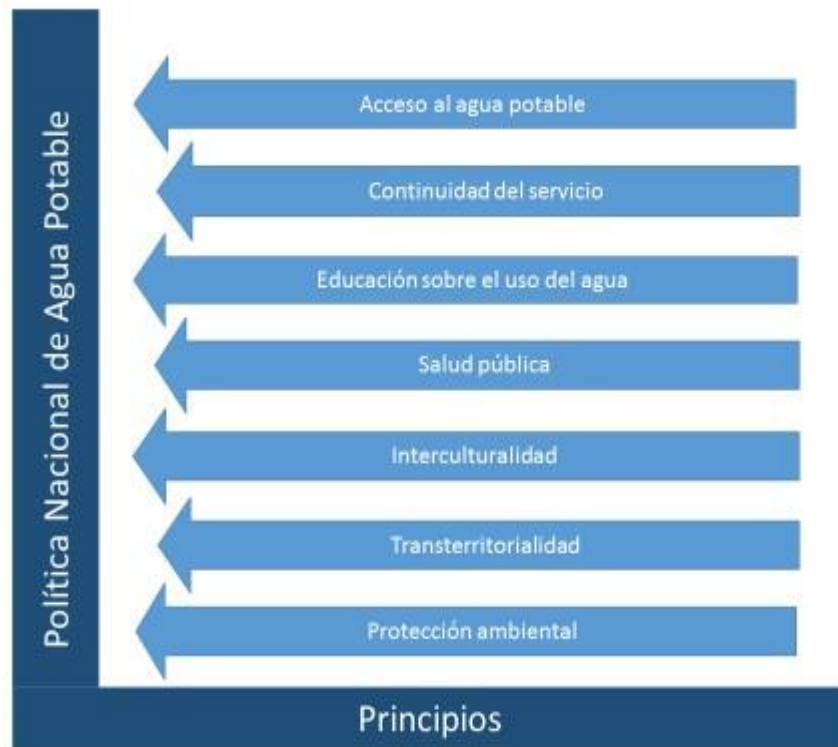 Política Nacional de Agua Potable
Acceso al agua potable
Continuidad del servicio
Educación sobre el uso del agua
Salud pública
Interculturalidad
Transterritorialidad
Protección ambiental
Principios